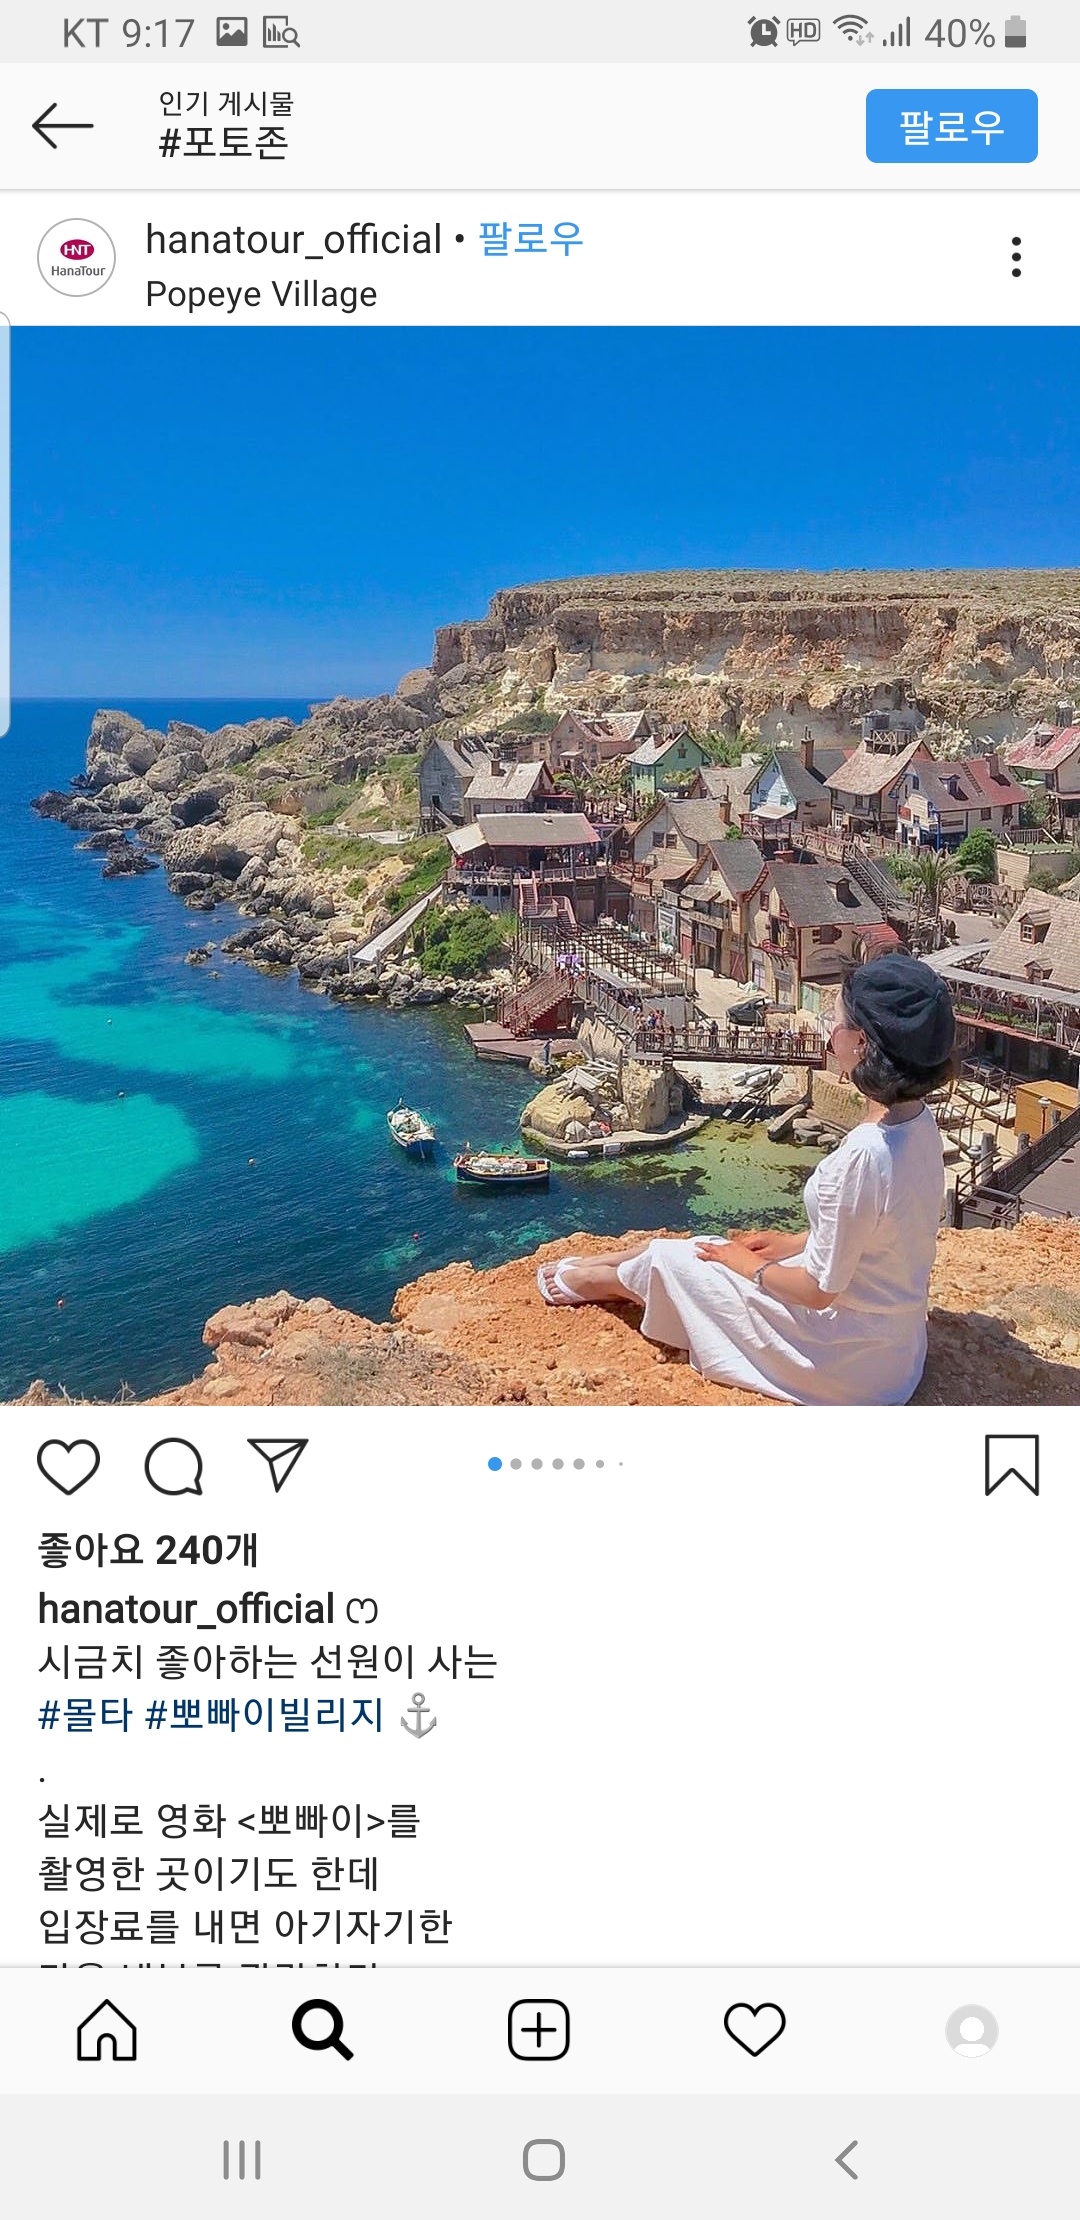 KT 9:17 HD 40%
인기 게시물
#포토존
팔로우
HNT
HanaTour
hanatour_official • 팔로우
Popeye Village
좋아요 240개
hanatour_official ෆ
시금치 좋아하는 선원이 사는
#몰타 #뽀빠이빌리지 ⚓
.
실제로 영화 <뽀빠이>를
촬영한 곳이기도 한데
입장료를 내면 아기자기한